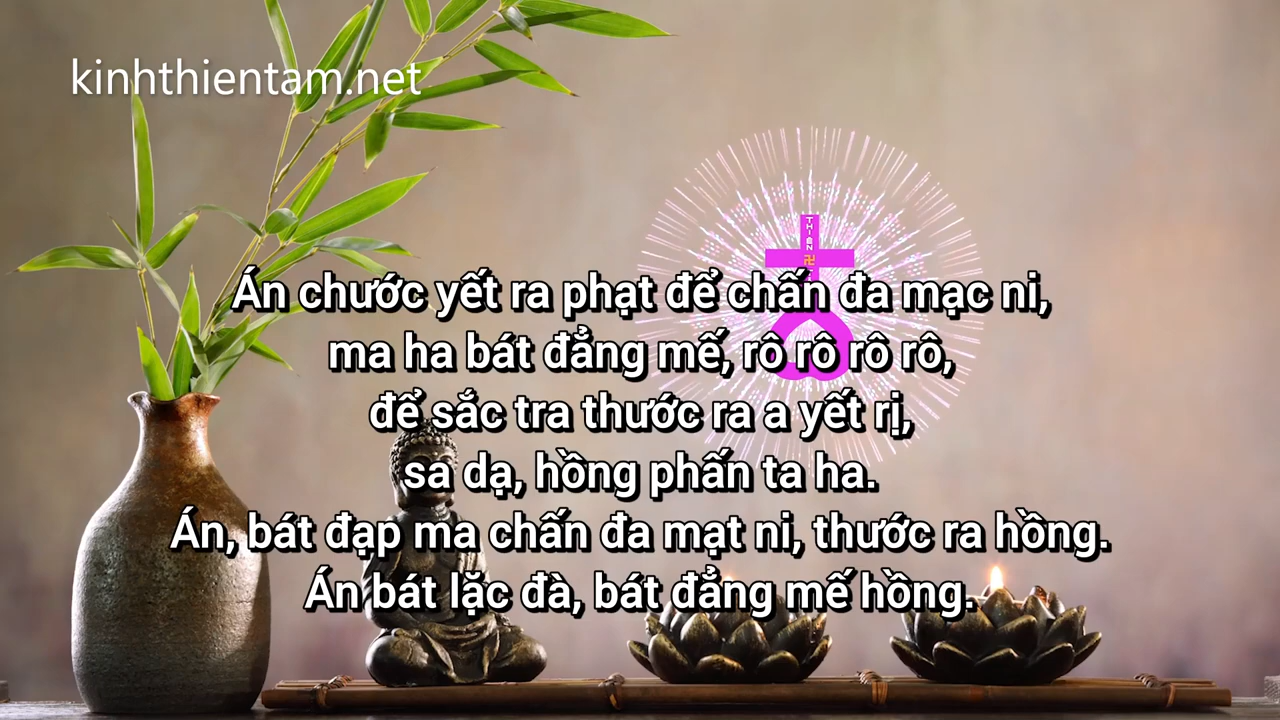 kinhthientam.net
THIỀN
卍
Án chước yết ra phạt để chấn đa mạc ni,
ma ha bát đẳng mế, rô rô rô rô,
để sắc tra thước ra a yết rị,
sa dạ, hồng phấn ta ha.
Án, bát đạp ma chấn đa mạt ni, thước ra hồng.
Án bát lặc đà, bát đẳng mế hồng.